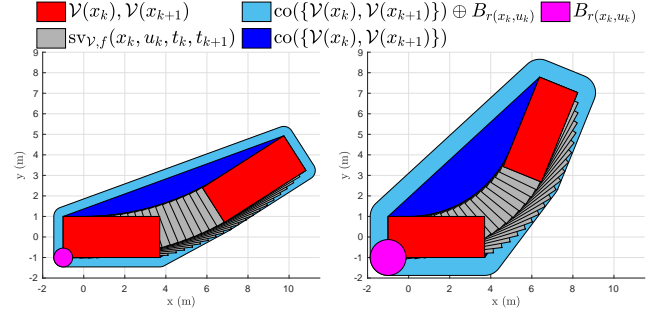 𝒱(x_k), 𝒱(x_{k+1}) co({𝒱(x_k), 𝒱(x_{k+1})}) ⊕ B_{r(x_k,u_k)} B_{r(x_k,u_k)}
sv_{𝒱,f}(x_k, u_k, t_k, t_{k+1}) co({𝒱(x_k), 𝒱(x_{k+1})})
9 9
8 8
7 7
6 6
5 5
4 4
3 3
2 2
1 1
0 0
-1 -1
-2 -2
y (m) y (m)
-2 0 2 4 6 8 10 -2 0 2 4 6 8 10
x (m) x (m)